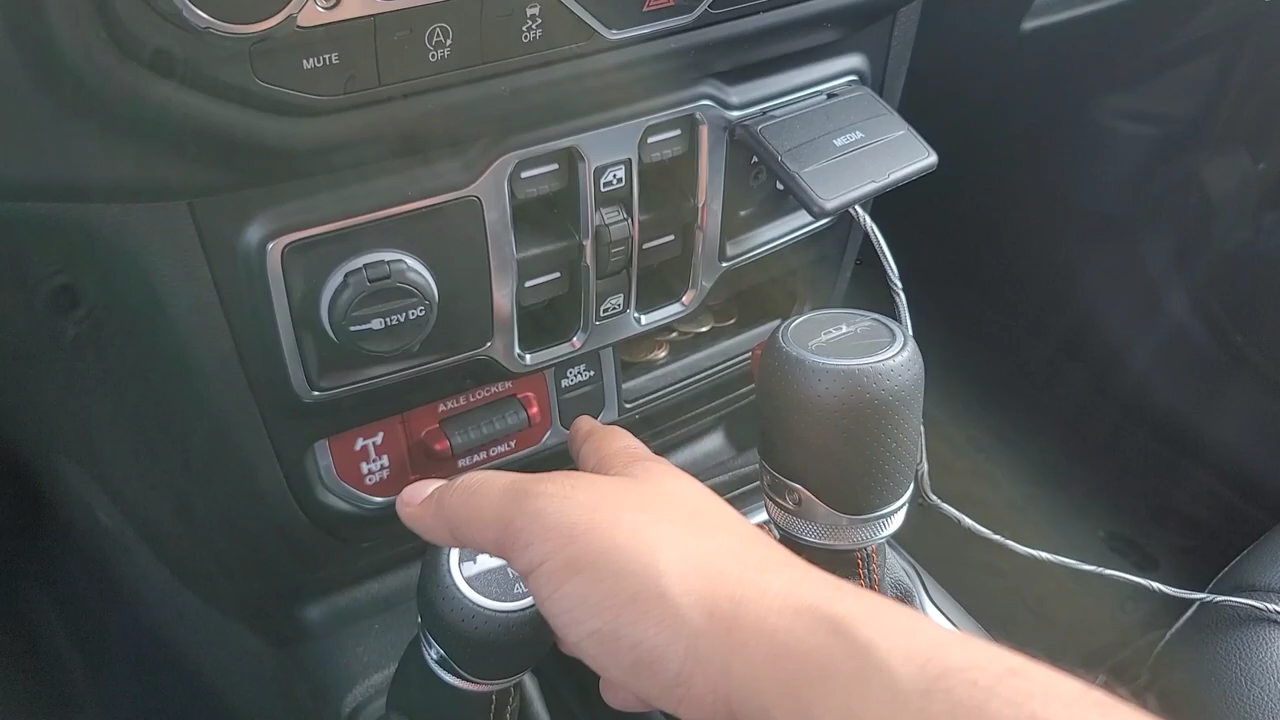 MUTE
A
OFF
OFF
MEDIA
12V DC
OFF
ROAD+
AXLE LOCKER
REAR ONLY
OFF